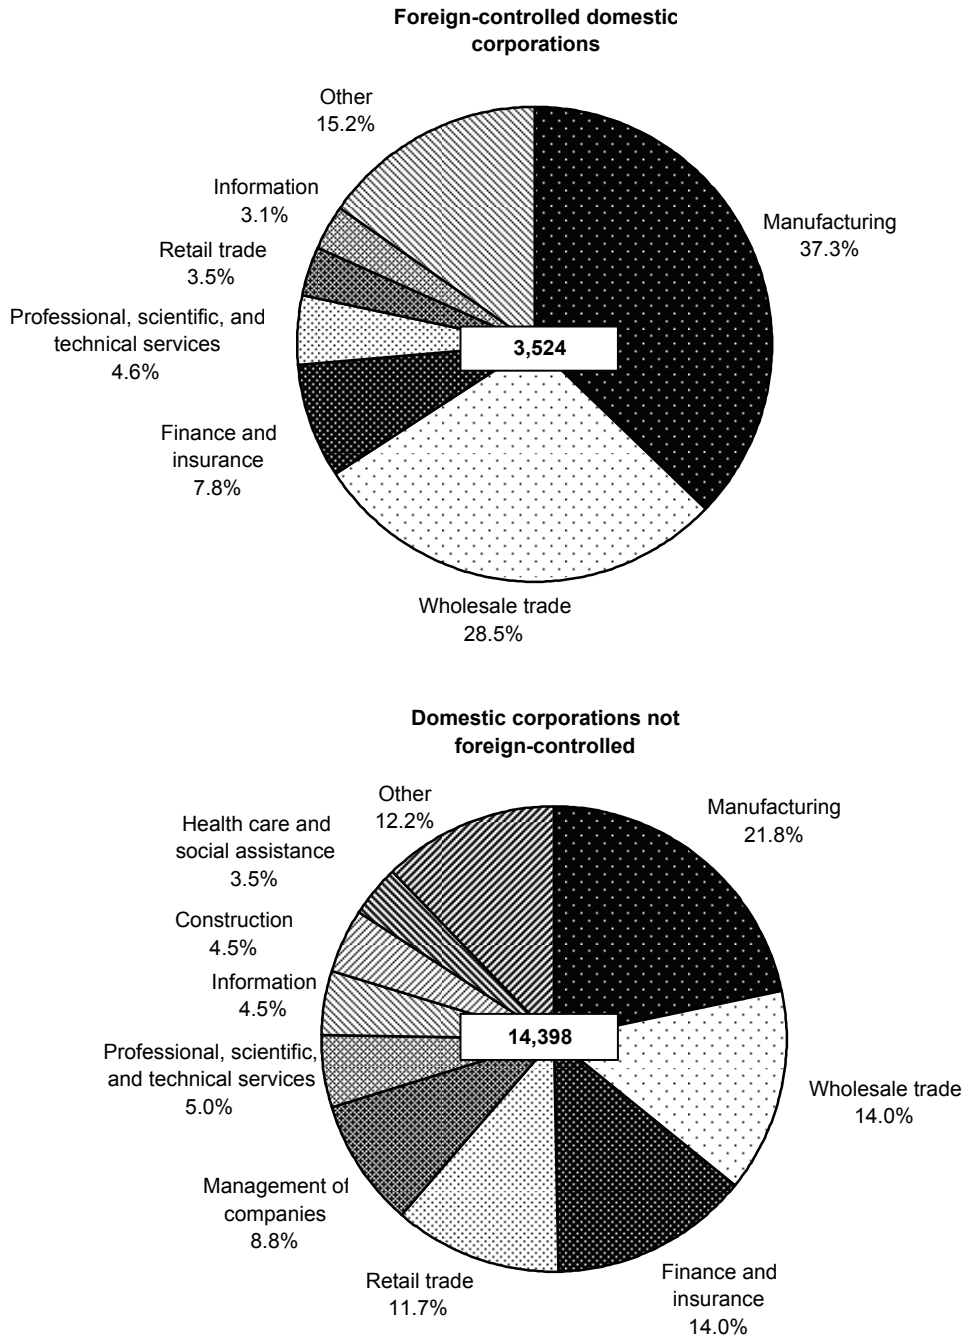 Foreign-controlled domestic
corporations
Other
15.2%
Information
3.1%
Retail trade
3.5%
Professional, scientific, and
technical services
4.6%
Finance and
insurance
7.8%
Manufacturing
37.3%
3,524
Wholesale trade
28.5%
Domestic corporations not
foreign-controlled
Other
12.2%
Health care and
social assistance
3.5%
Construction
4.5%
Information
4.5%
Professional, scientific,
and technical services
5.0%
Management of
companies
8.8%
Retail trade
11.7%
Manufacturing
21.8%
14,398
Wholesale trade
14.0%
Finance and
insurance
14.0%